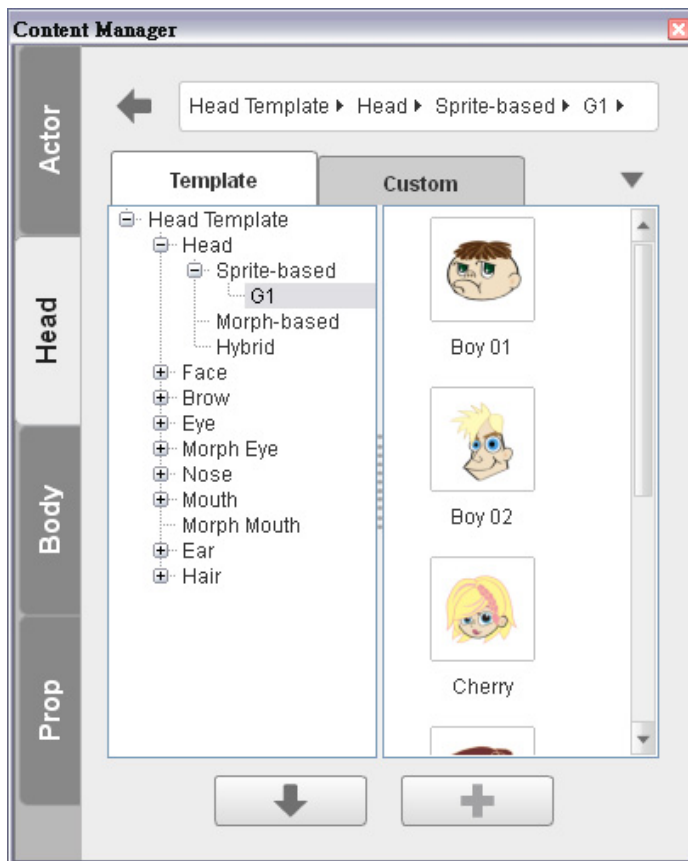 Content Manager
Actor
Head
Body
Prop
Head Template Head Sprite-based G1
Template
Custom
Head Template
Head
Sprite-based
G1
Morph-based
Hybrid
Face
Brow
Eye
Morph Eye
Nose
Mouth
Morph Mouth
Ear
Hair
Boy 01
Boy 02
Cherry